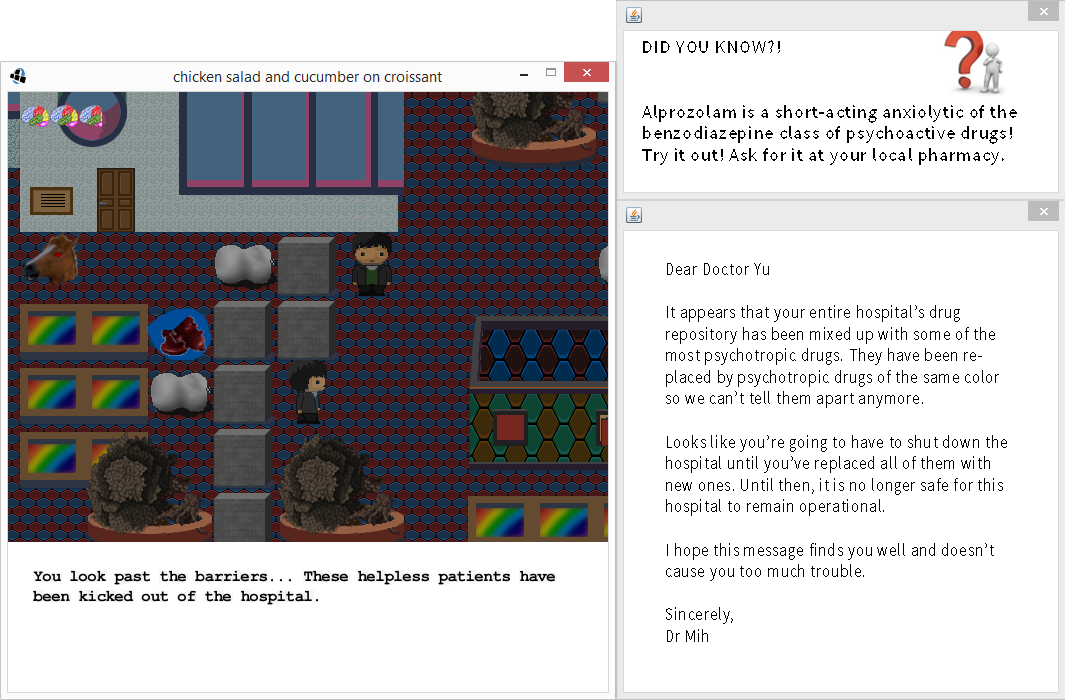 chicken salad and cucumber on croissant
You look past the barriers... These helpless patients have
been kicked out of the hospital.
DID YOU KNOW?!
Alprozolam is a short-acting anxiolytic of the
benzodiazepine class of psychoactive drugs!
Try it out! Ask for it at your local pharmacy.
Dear Doctor Yu
It appears that your entire hospital's drug
repository has been mixed up with some of the
most psychotropic drugs. They have been re-
placed by psychotropic drugs of the same color
so we can't tell them apart anymore.
Looks like you're going to have to shut down the
hospital until you've replaced all of them with
new ones. Until then, it is no longer safe for this
hospital to remain operational.
I hope this message finds you well and doesn't
cause you too much trouble.
Sincerely,
Dr Mih